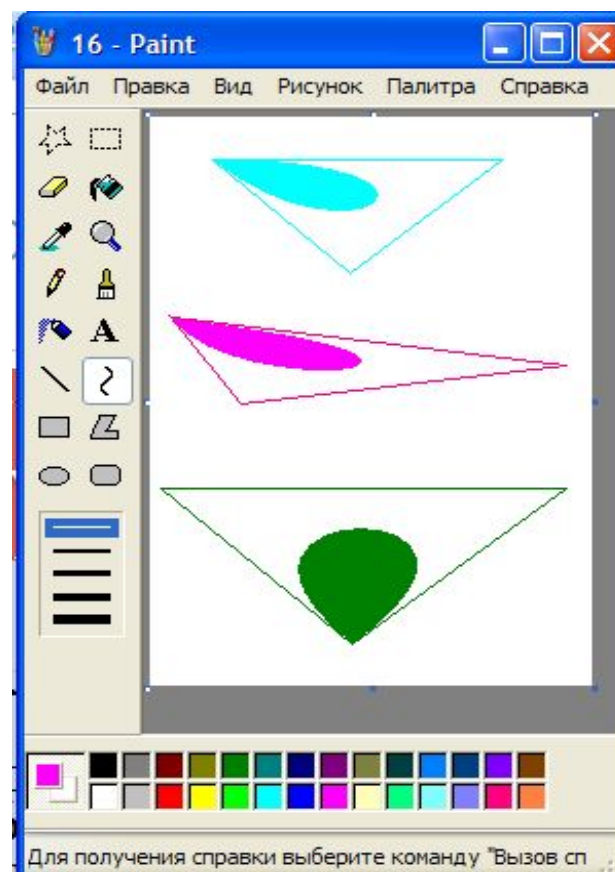 16 - Paint
Файл Правка Вид Рисунок Палитра Справка
A
Для получения справки выберите команду "Вызов сп